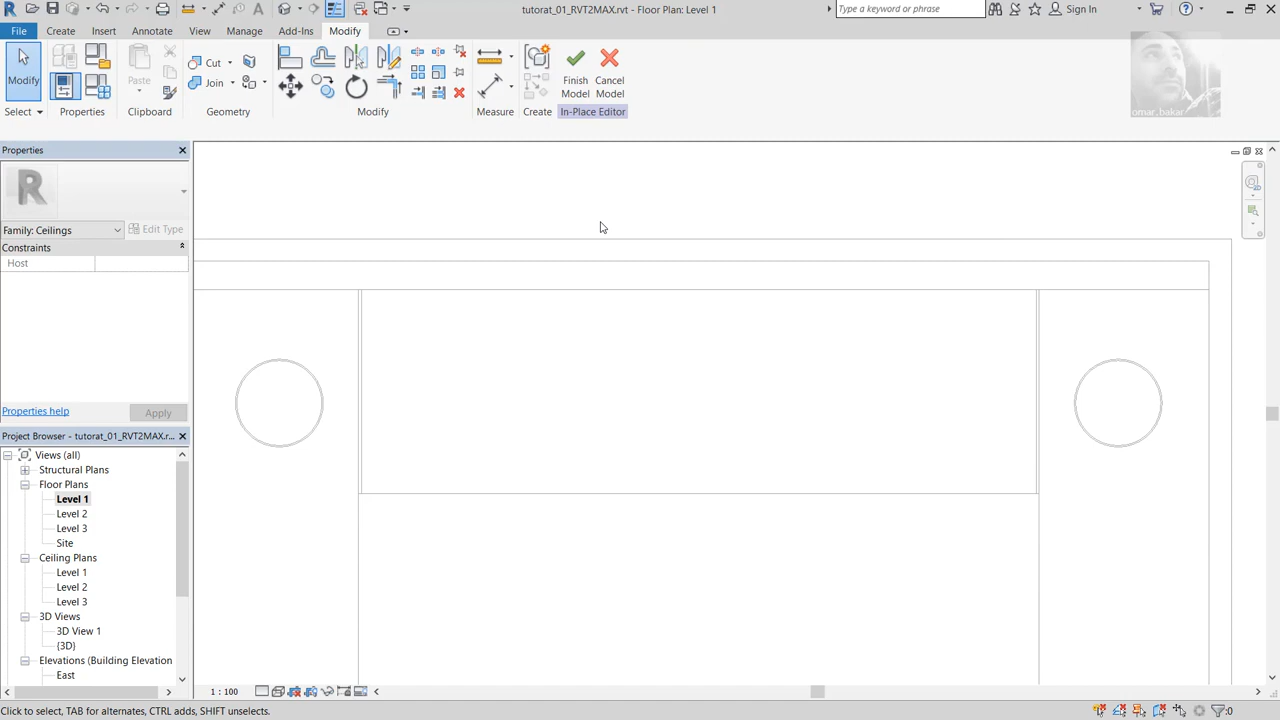 tutorat_01_RVT2MAX.rvt - Floor Plan: Level 1
Type a keyword or phrase
Sign In
File
Create
Insert
Annotate
View
Manage
Add-Ins
Modify
Modify
Paste
Cut
Join
Finish
Model
Cancel
Model
Select
Properties
Clipboard
Geometry
Modify
Measure
Create
In-Place Editor
omar_bakar
Properties
Family: Ceilings
Edit Type
Constraints
Host
Properties help
Apply
Project Browser - tutorat_01_RVT2MAX.r...
Views (all)
Structural Plans
Floor Plans
Level 1
Level 2
Level 3
Site
Ceiling Plans
Level 1
Level 2
Level 3
3D Views
3D View 1
{3D}
Elevations (Building Elevation
East
1 : 100
Click to select, TAB for alternates, CTRL adds, SHIFT unselects.
:0